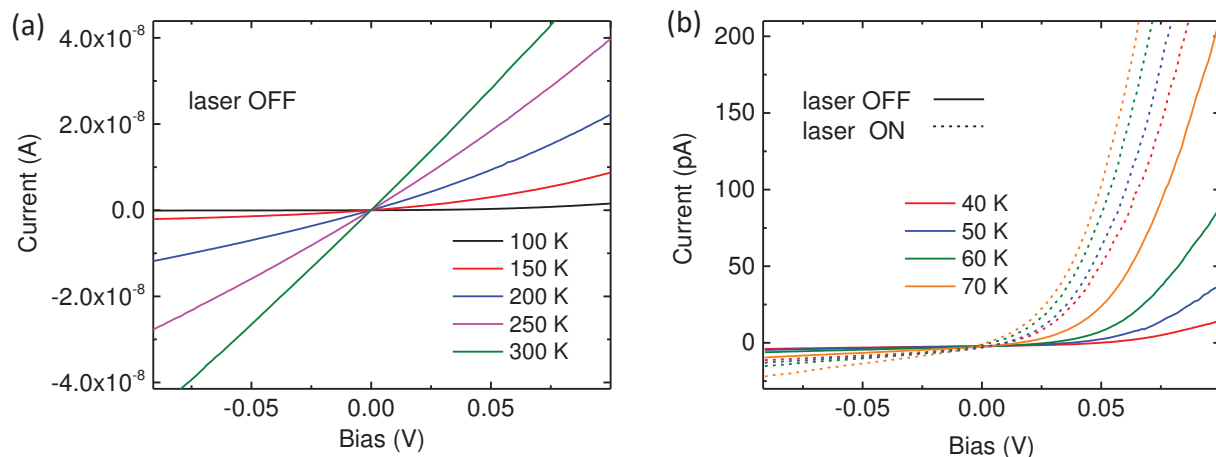 (a)
4.0x10⁻⁸
2.0x10⁻⁸
0.0
-2.0x10⁻⁸
-4.0x10⁻⁸
Current (A)
laser OFF
100 K
150 K
200 K
250 K
300 K
-0.05
0.00
0.05
Bias (V)
(b)
200
150
100
50
0
Current (pA)
laser OFF
laser ON
40 K
50 K
60 K
70 K
-0.05
0.00
0.05
Bias (V)